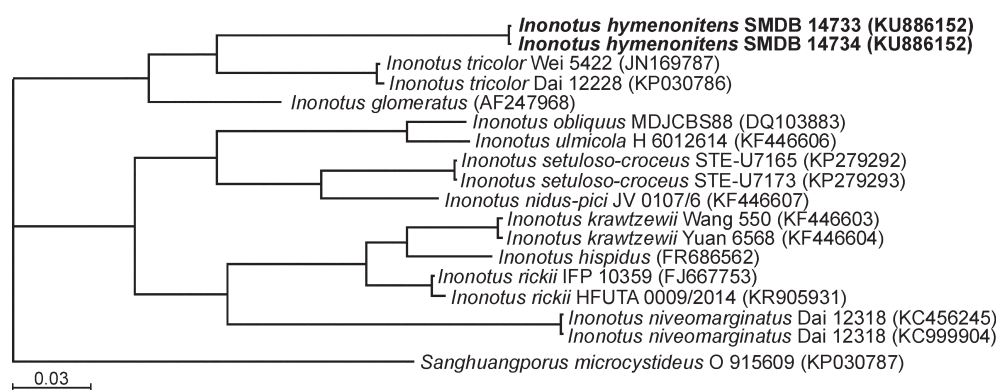 Inonotus hymenonitens SMDB 14733 (KU886152)
Inonotus hymenonitens SMDB 14734 (KU886152)
Inonotus tricolor Wei 5422 (JN169787)
Inonotus tricolor Dai 12228 (KP030786)
Inonotus glomeratus (AF247968)
Inonotus obliquus MDJCBS88 (DQ103883)
Inonotus ulmicola H 6012614 (KF446606)
Inonotus setuloso-croceus STE-U7165 (KP279292)
Inonotus setuloso-croceus STE-U7173 (KP279293)
Inonotus nidus-pici JV 0107/6 (KF446607)
Inonotus krawtzewii Wang 550 (KF446603)
Inonotus krawtzewii Yuan 6568 (KF446604)
Inonotus hispidus (FR686562)
Inonotus rickii IFP 10359 (FJ667753)
Inonotus rickii HFUTA 0009/2014 (KR905931)
Inonotus niveomarginatus Dai 12318 (KC456245)
Inonotus niveomarginatus Dai 12318 (KC999904)
Sanghuangporus microcystideus O 915609 (KP030787)
0.03